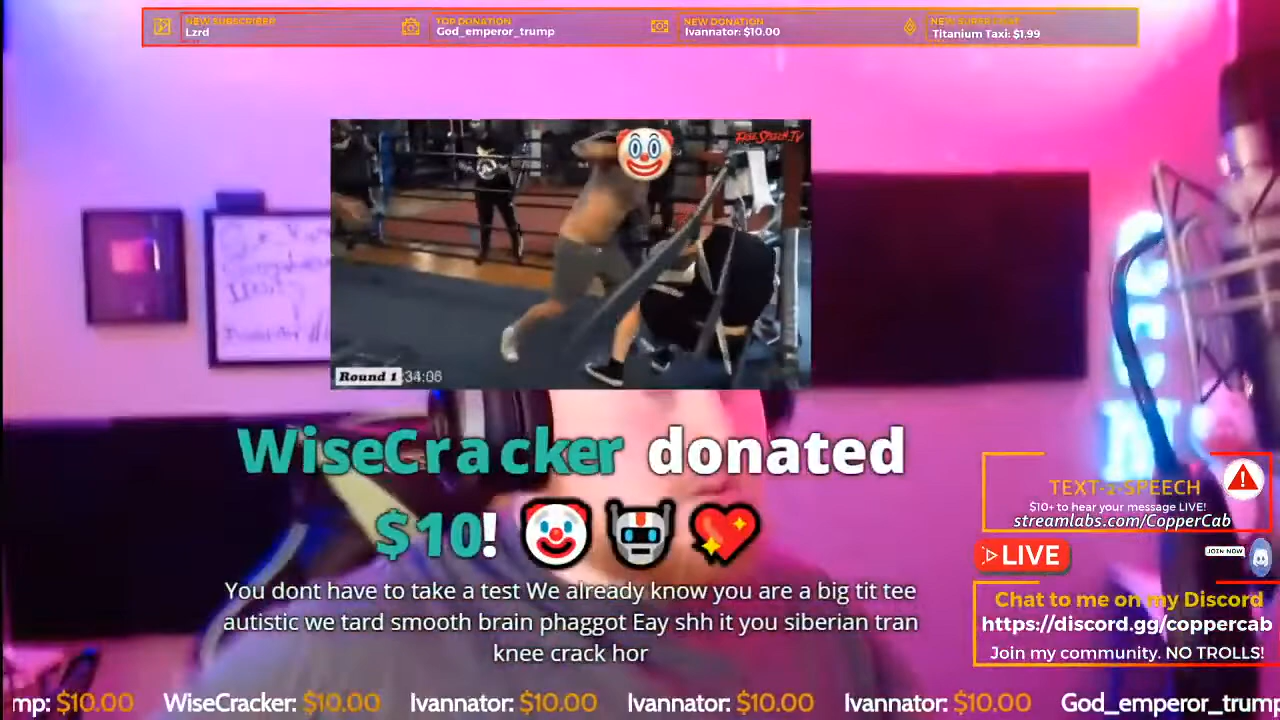 NEW SUBSCRIBER
Lzrd
TOP DONATION
God_emperor_trump
NEW DONATION
Ivannator: $10.00
Titanium Taxi: $1.99
Round 1
:34:06
WiseCracker donated
$10!
You dont have to take a test We already know you are a big tit tee
autistic we tard smooth brain phaggot Eay shh it you siberian tran
knee crack hor
TEXT-2-SPEECH
$10+ to hear your message LIVE!
streamlabs.com/CopperCab
LIVE
JOIN NOW
Chat to me on my Discord
https://discord.gg/coppercab
Join my community. NO TROLLS!
mp: $10.00 WiseCracker: $10.00 Ivannator: $10.00 Ivannator: $10.00 Ivannator: $10.00 God_emperor_trump